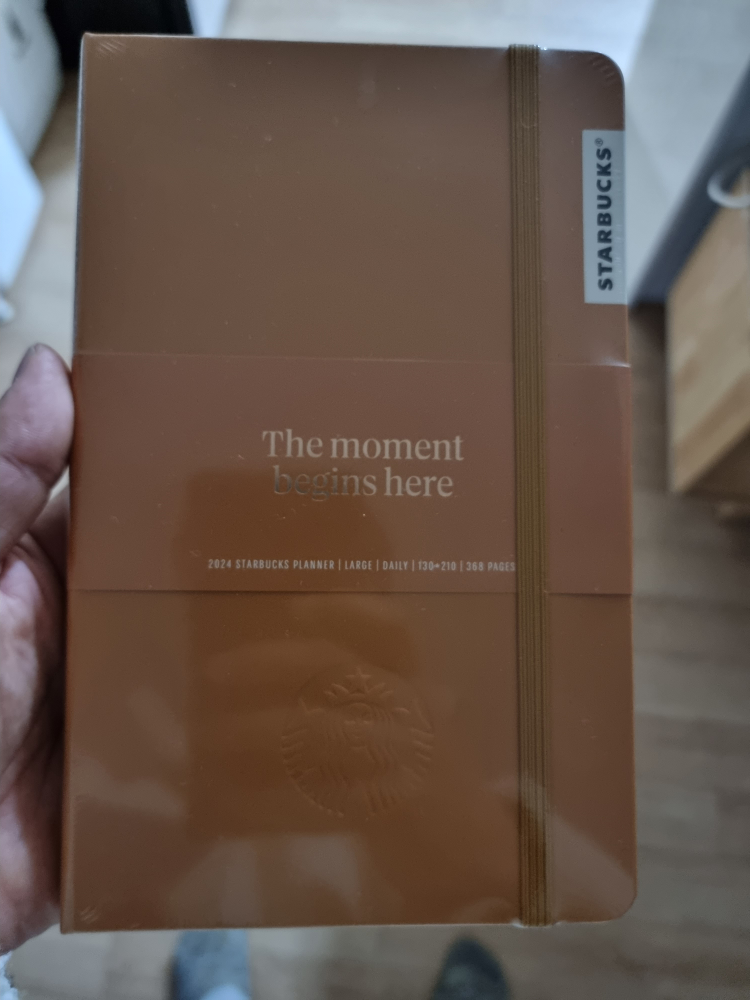 STARBUCKS®
The moment
begins here
2024 STARBUCKS PLANNER | LARGE | DAILY | 130*210 | 368 PAGES